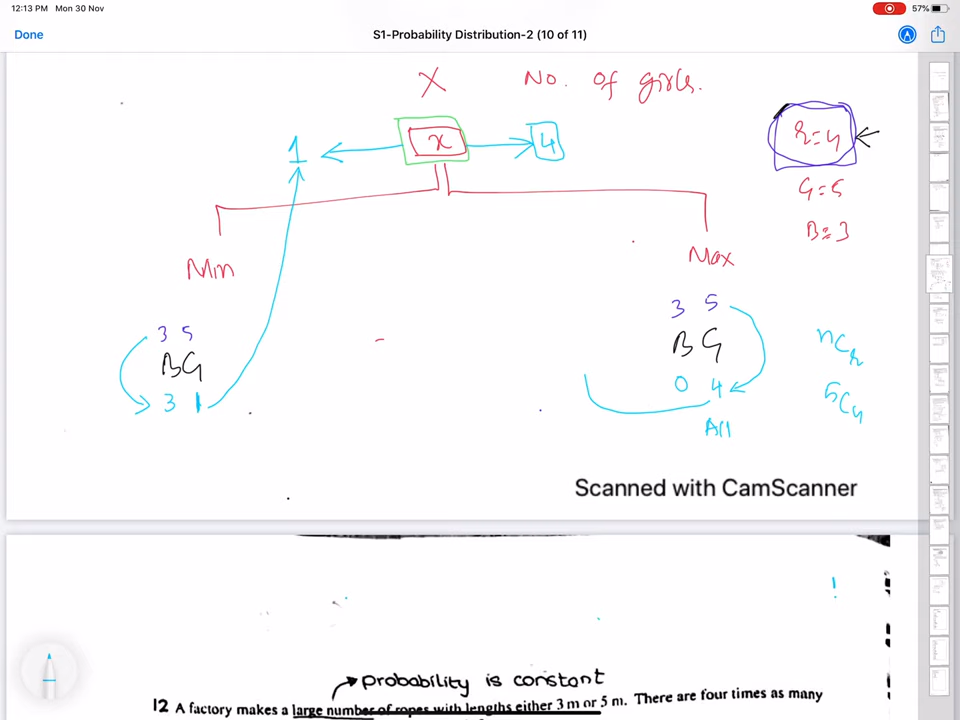 12:13 PM Mon 30 Nov
57%
Done
S1-Probability Distribution-2 (10 of 11)
X No. of girls.
1 x 4
r=4
G=5
B=3
Min
Max
3 5
B G
3 1
3 5
B G
0 4
All
nCr
5C4
Scanned with CamScanner
!
probability is constant
12 A factory makes a large number of ropes with lengths either 3 m or 5 m. There are four times as many